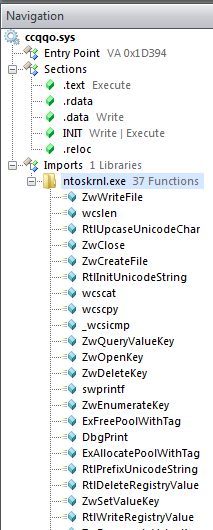 Navigation
ccqqo.sys
Entry Point VA 0x1D394
Sections
.text Execute
.rdata
.data Write
INIT Write | Execute
.reloc
Imports 1 Libraries
ntoskrnl.exe 37 Functions
ZwWriteFile
wcslen
RtlUpcaseUnicodeChar
ZwClose
ZwCreateFile
RtlInitUnicodeString
wcscat
wcscpy
_wcsicmp
ZwQueryValueKey
ZwOpenKey
ZwDeleteKey
swprintf
ZwEnumerateKey
ExFreePoolWithTag
DbgPrint
ExAllocatePoolWithTag
RtlPrefixUnicodeString
RtlDeleteRegistryValue
ZwSetValueKey
RtlWriteRegistryValue